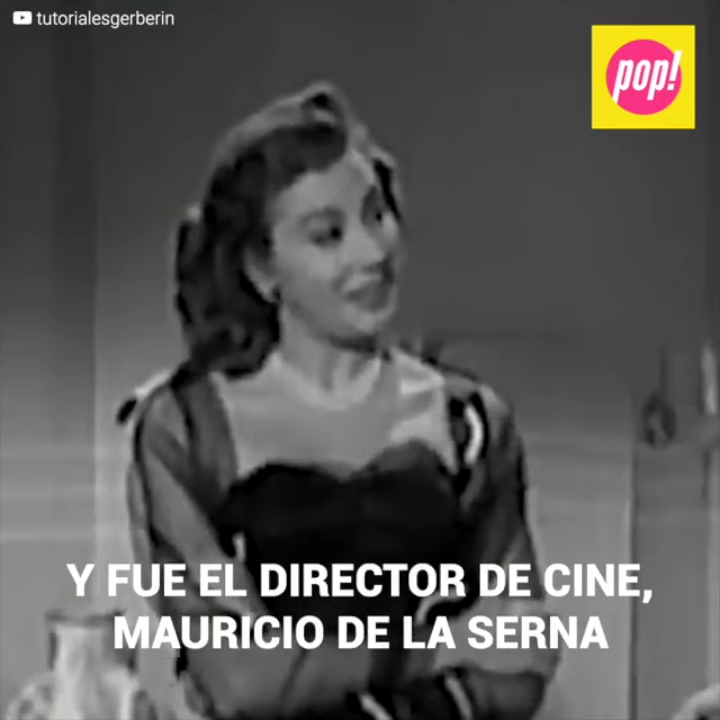 tutorialesgerberin
pop!
Y FUE EL DIRECTOR DE CINE,
MAURICIO DE LA SERNA